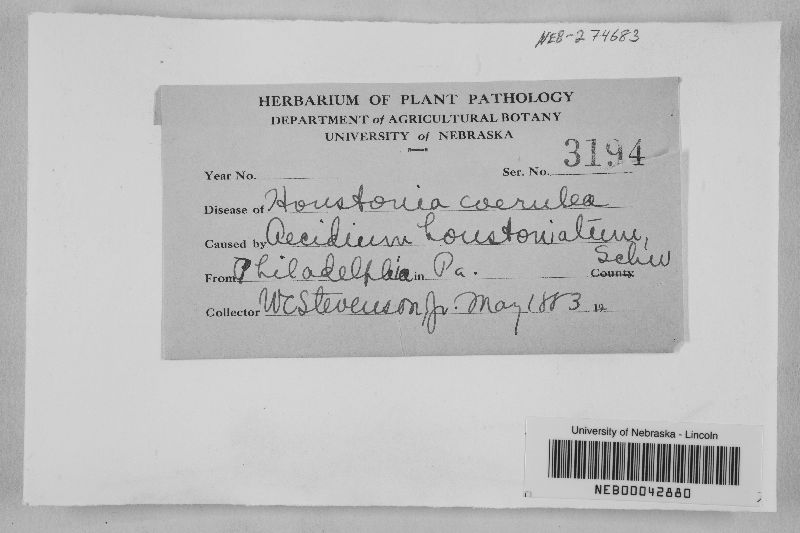 NEB-274683
HERBARIUM OF PLANT PATHOLOGY
DEPARTMENT of AGRICULTURAL BOTANY
UNIVERSITY of NEBRASKA
Year No. Ser. No. 3194
Disease of Houstonia coerulea
Caused by Aecidium houstoniatum, Schw
From Philadelphia in Pa. County
Collector W.C. Stevenson, Jr. May 1883 19
University of Nebraska - Lincoln
NEB00042880